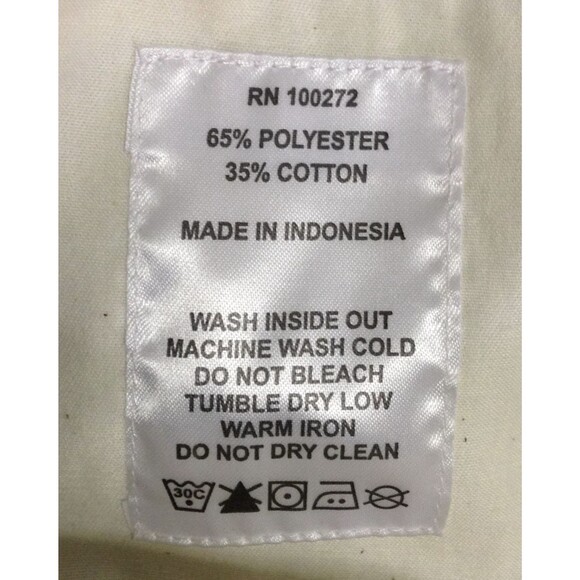 RN 100272
65% POLYESTER
35% COTTON
MADE IN INDONESIA
WASH INSIDE OUT
MACHINE WASH COLD
DO NOT BLEACH
TUMBLE DRY LOW
WARM IRON
DO NOT DRY CLEAN
30C